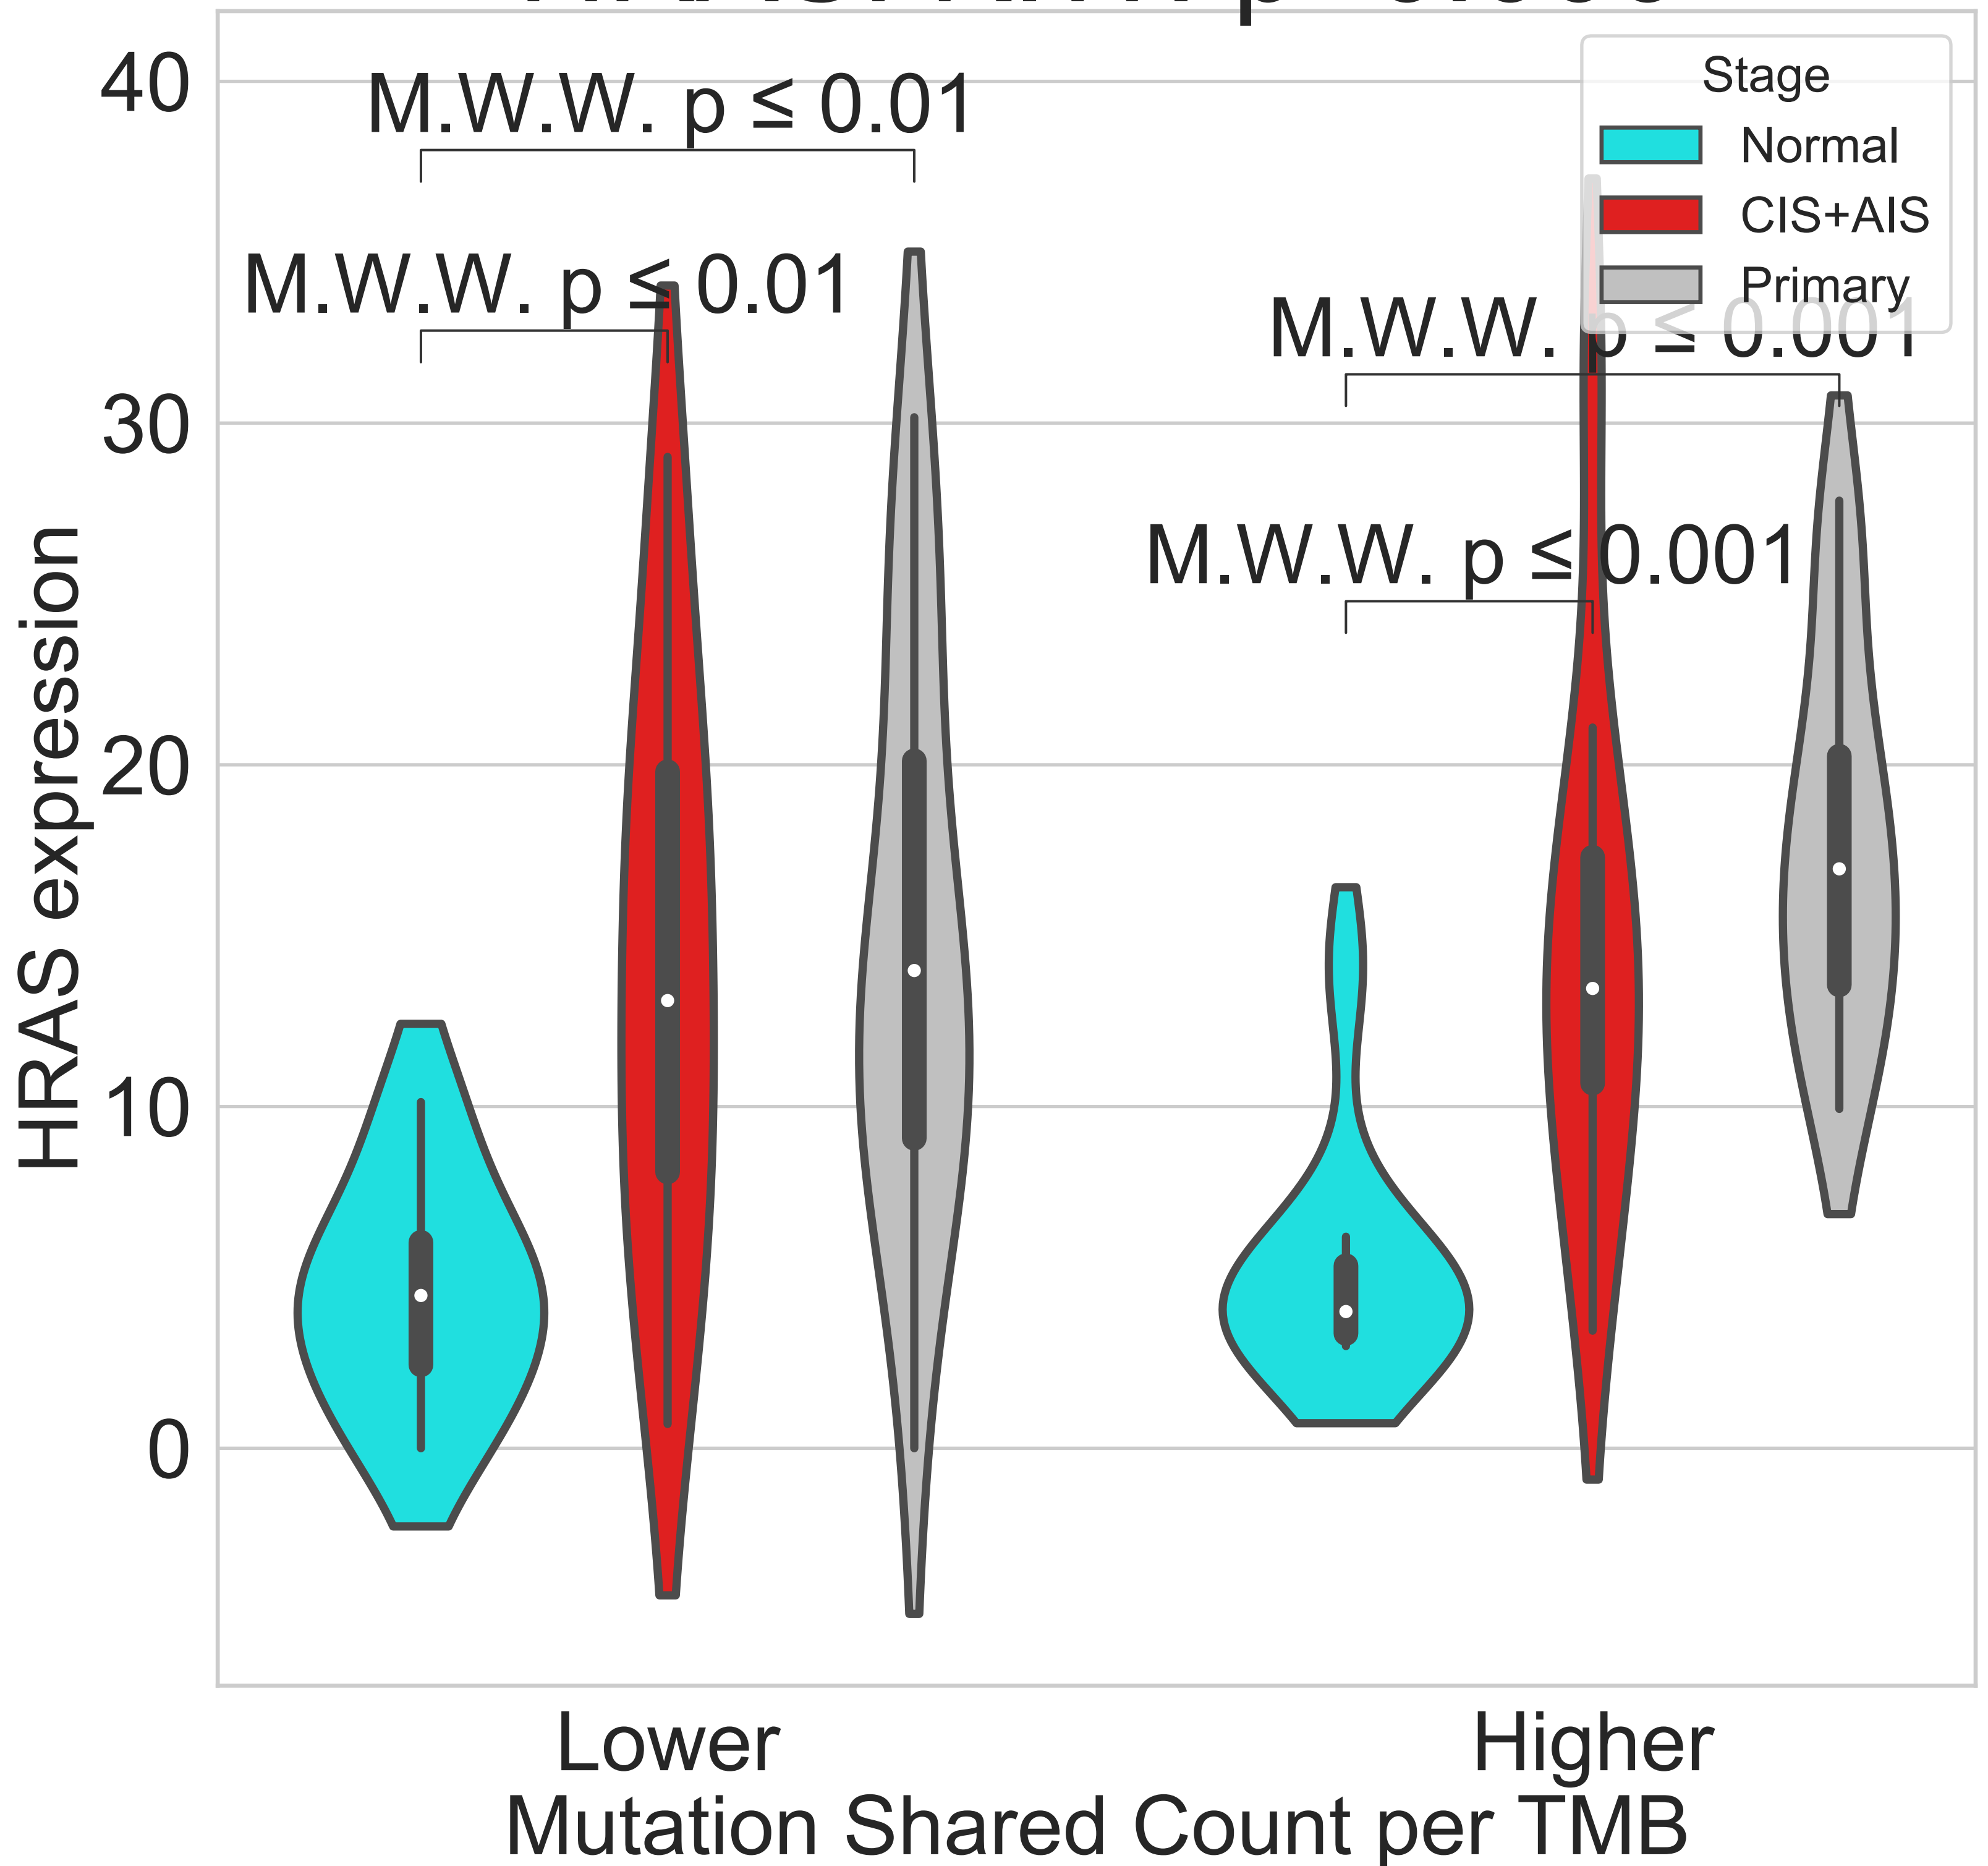 40
M.W.W. p ≤ 0.01
Stage
Normal
CIS+AIS
Primary
M.W.W. p ≤ 0.01
M.W.W. p ≤ 0.001
30
M.W.W. p ≤ 0.001
HRAS expression
20
10
0
Lower
Higher
Mutation Shared Count per TMB